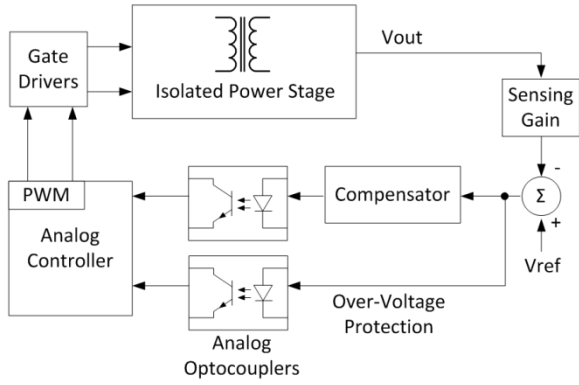 Gate
Drivers
Isolated Power Stage
Vout
Sensing
Gain
-
Σ
+
Vref
PWM
Analog
Controller
Compensator
Over-Voltage
Protection
Analog
Optocouplers